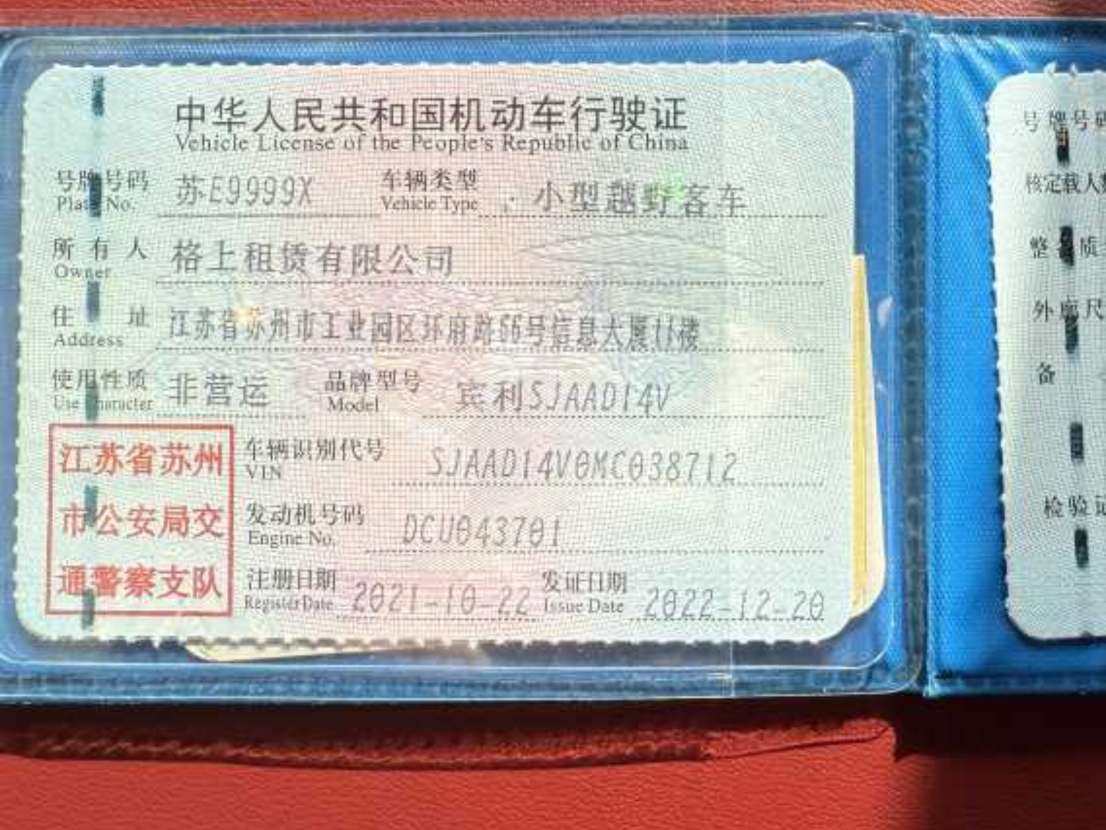 中华人民共和国机动车行驶证
Vehicle License of the People's Republic of China
号牌号码 苏E9999X 车辆类型 小型越野客车
Plate No. Vehicle Type
所有人 格上租赁有限公司
Owner
住址 江苏省苏州市工业园区环府路66号信息大厦11楼
Address
使用性质 非营运 品牌型号 宾利SJAAD14V
Use Character Model
江苏省苏州
市公安局交
通警察支队
车辆识别代号 SJAAD14V0MC038712
VIN
发动机号码 DCU043701
Engine No.
注册日期 2021-10-22 发证日期 2022-12-20
Register Date Issue Date
号牌号码
核定载人数
整备质
外廓尺
备
检验记